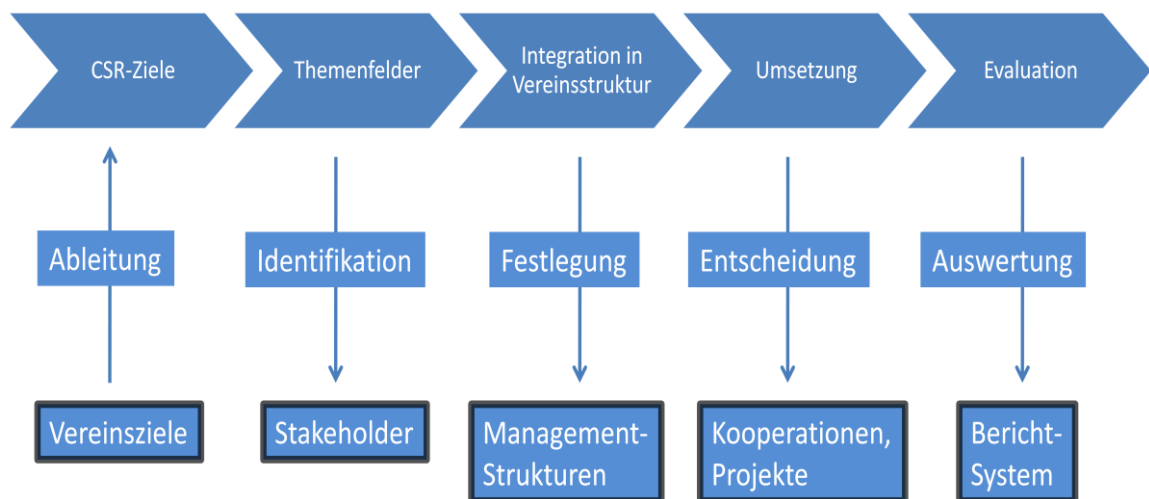 CSR-Ziele
Themenfelder
Integration in
Vereinsstruktur
Umsetzung
Evaluation
Ableitung
Identifikation
Festlegung
Entscheidung
Auswertung
Vereinsziele
Stakeholder
Management-
Strukturen
Kooperationen,
Projekte
Bericht-
System